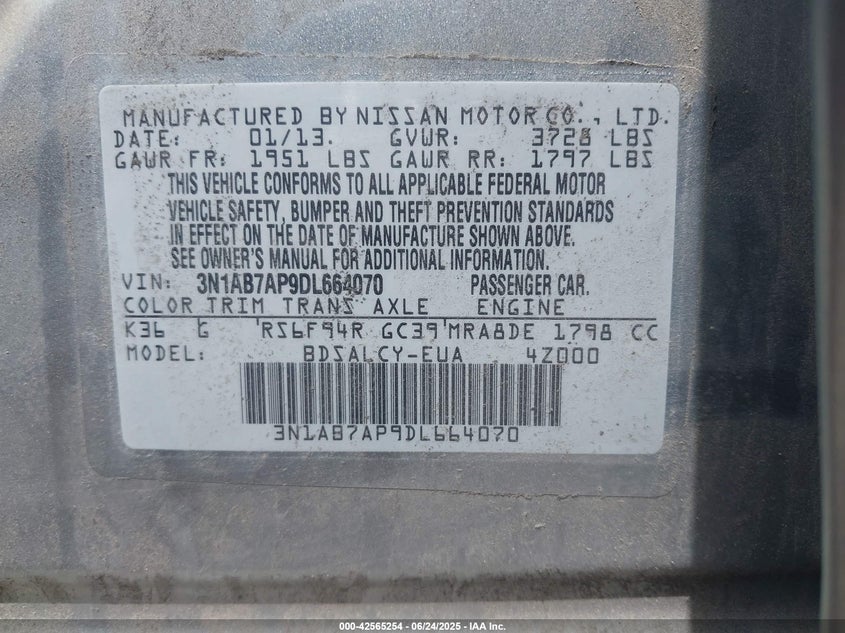 MANUFACTURED BY NISSAN MOTOR CO., LTD.
DATE: 01/13. GVWR: 3728 LBS
GAWR FR: 1951 LBS GAWR RR: 1797 LBS
THIS VEHICLE CONFORMS TO ALL APPLICABLE FEDERAL MOTOR
VEHICLE SAFETY, BUMPER AND THEFT PREVENTION STANDARDS
IN EFFECT ON THE DATE OF MANUFACTURE SHOWN ABOVE.
SEE OWNER'S MANUAL FOR ADDITIONAL INFORMATION.
VIN: 3N1AB7AP9DL664070 PASSENGER CAR.
COLOR TRIM TRANS AXLE ENGINE
K36 G RS6F94R GC39 MRA8DE 1798 CC
MODEL: BDSALCY-EUA 4Z000
3N1AB7AP9DL664070
000-42565254 | 06/24/2025 - IAA Inc.